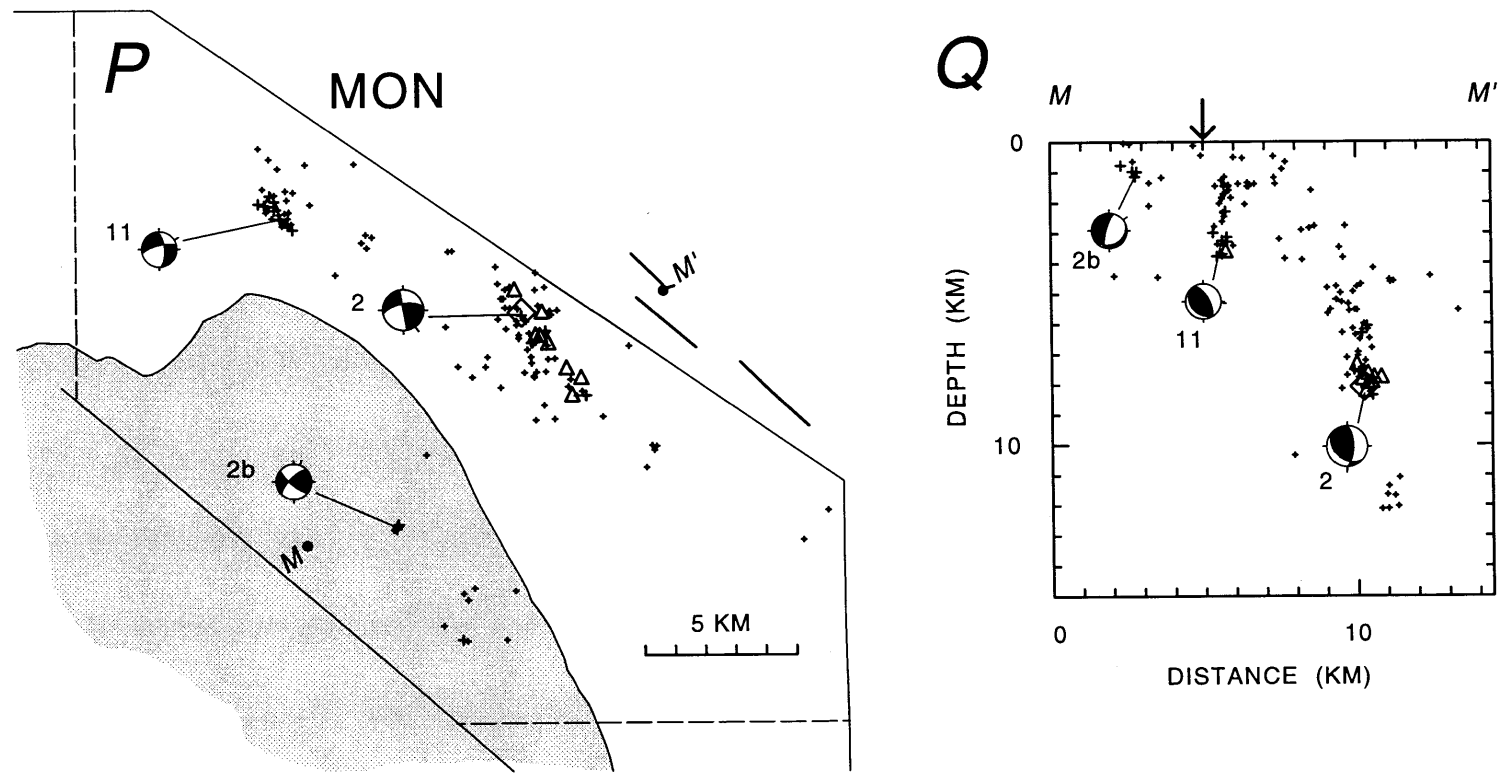 P
MON
11
2
M'
2b
M
5 KM
Q
M
M'
0
2b
11
10
2
DEPTH (KM)
0
10
DISTANCE (KM)